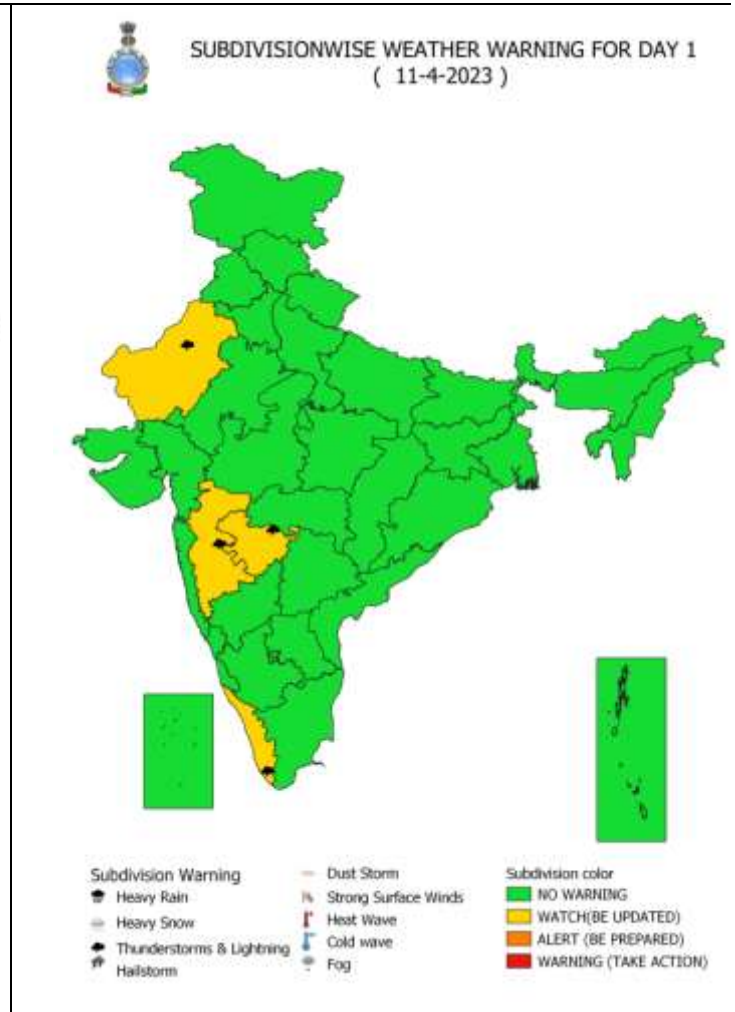 SUBDIVISIONWISE WEATHER WARNING FOR DAY 1
( 11-4-2023 )
Subdivision Warning
Heavy Rain
Heavy Snow
Thunderstorms & Lightning
Hailstorm
Dust Storm
Strong Surface Winds
Heat Wave
Cold wave
Fog
Subdivision color
NO WARNING
WATCH(BE UPDATED)
ALERT (BE PREPARED)
WARNING (TAKE ACTION)